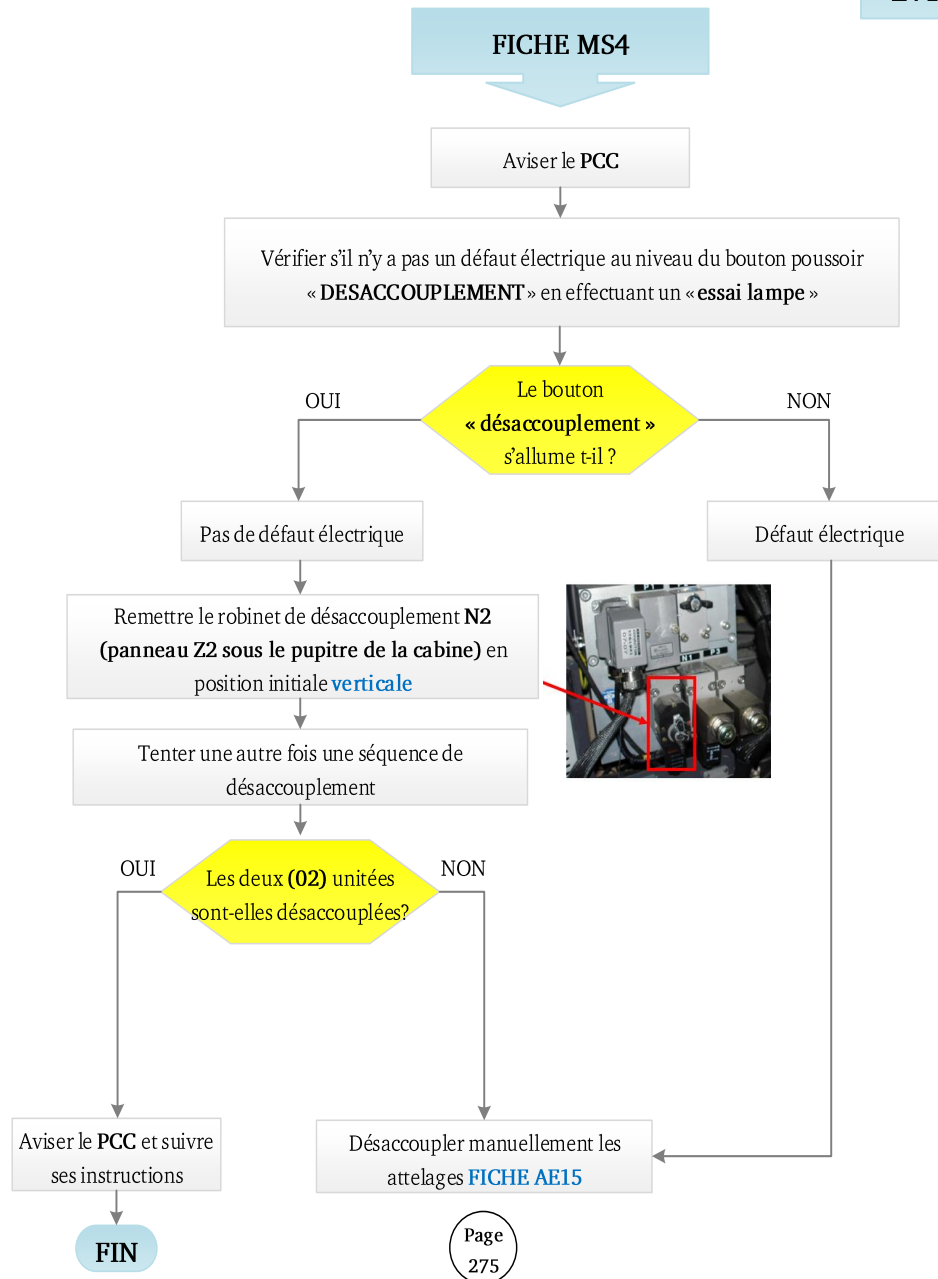 FICHE MS4
Aviser le PCC
Vérifier s’il n’y a pas un défaut électrique au niveau du bouton poussoir
« DESACCOUPLEMENT » en effectuant un « essai lampe »
Le bouton
« désaccouplement »
s’allume t-il ?
OUI
NON
Pas de défaut électrique
Défaut électrique
Remettre le robinet de désaccouplement N2
(panneau Z2 sous le pupitre de la cabine) en
position initiale verticale
N1
P3
Tenter une autre fois une séquence de
désaccouplement
Les deux (02) unitées
sont-elles désaccouplées?
OUI
NON
Aviser le PCC et suivre
ses instructions
Désaccoupler manuellement les
attelages FICHE AE15
FIN
Page
275